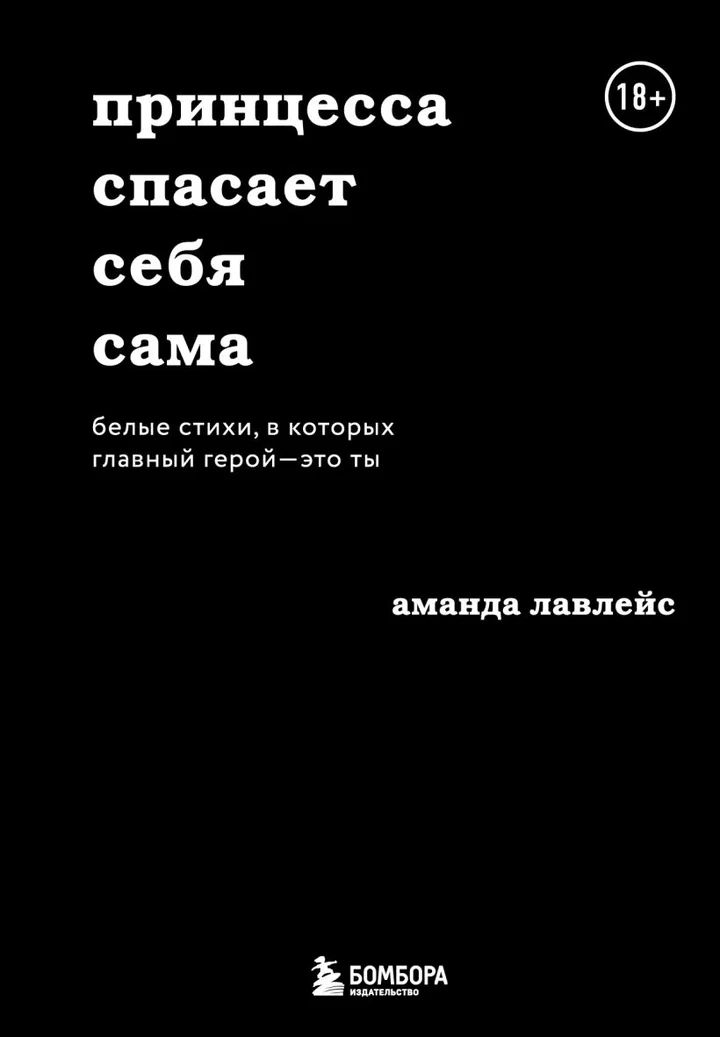 принцесса
18+
спасает
себя
сама
белые стихи, в которых
главный герой—это ты
аманда лавлейс
БОМБОРА
ИЗДАТЕЛЬСТВО